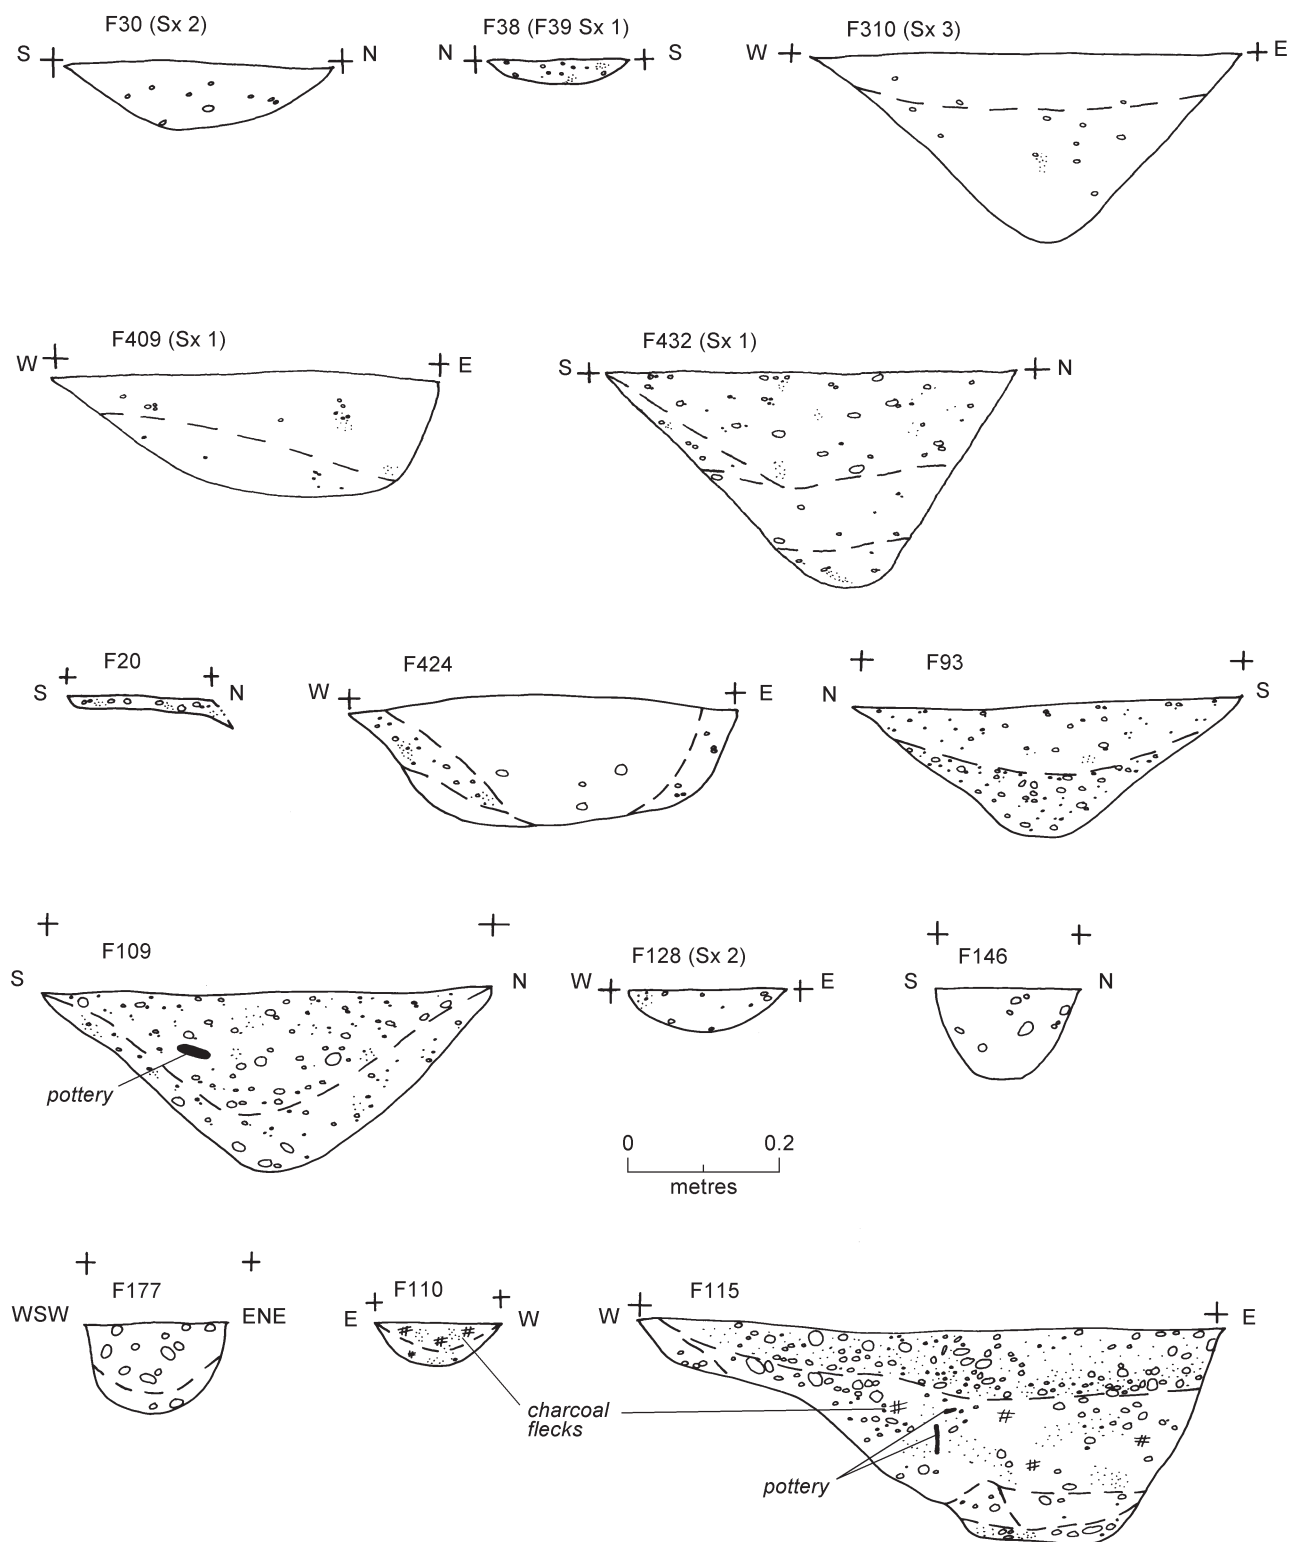 F30 (Sx 2)
S N
F38 (F39 Sx 1)
N S
F310 (Sx 3)
W E
F409 (Sx 1)
W E
F432 (Sx 1)
S N
F20
S N
F424
W E
F93
N S
F109
S N
pottery
F128 (Sx 2)
W E
F146
S N
0 0.2
metres
F177
WSW ENE
F110
E W
F115
W E
charcoal
flecks
pottery